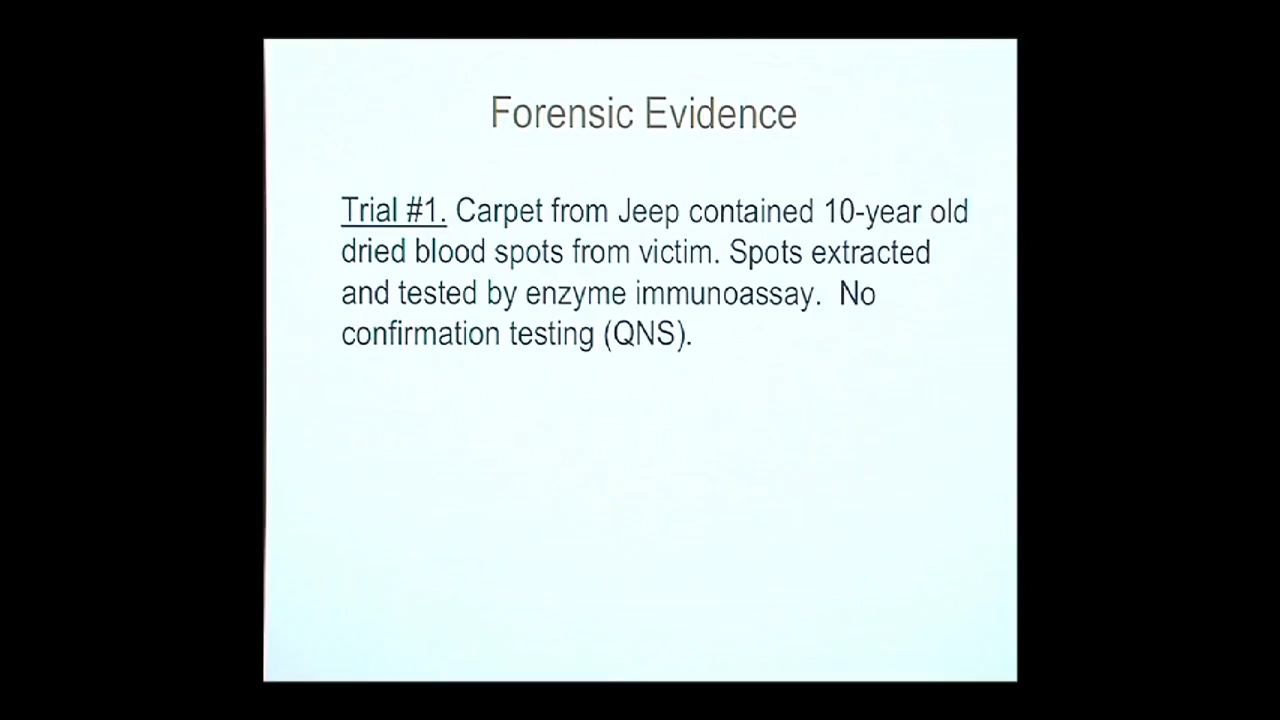 Forensic Evidence
Trial #1. Carpet from Jeep contained 10-year old
dried blood spots from victim. Spots extracted
and tested by enzyme immunoassay.  No
confirmation testing (QNS).